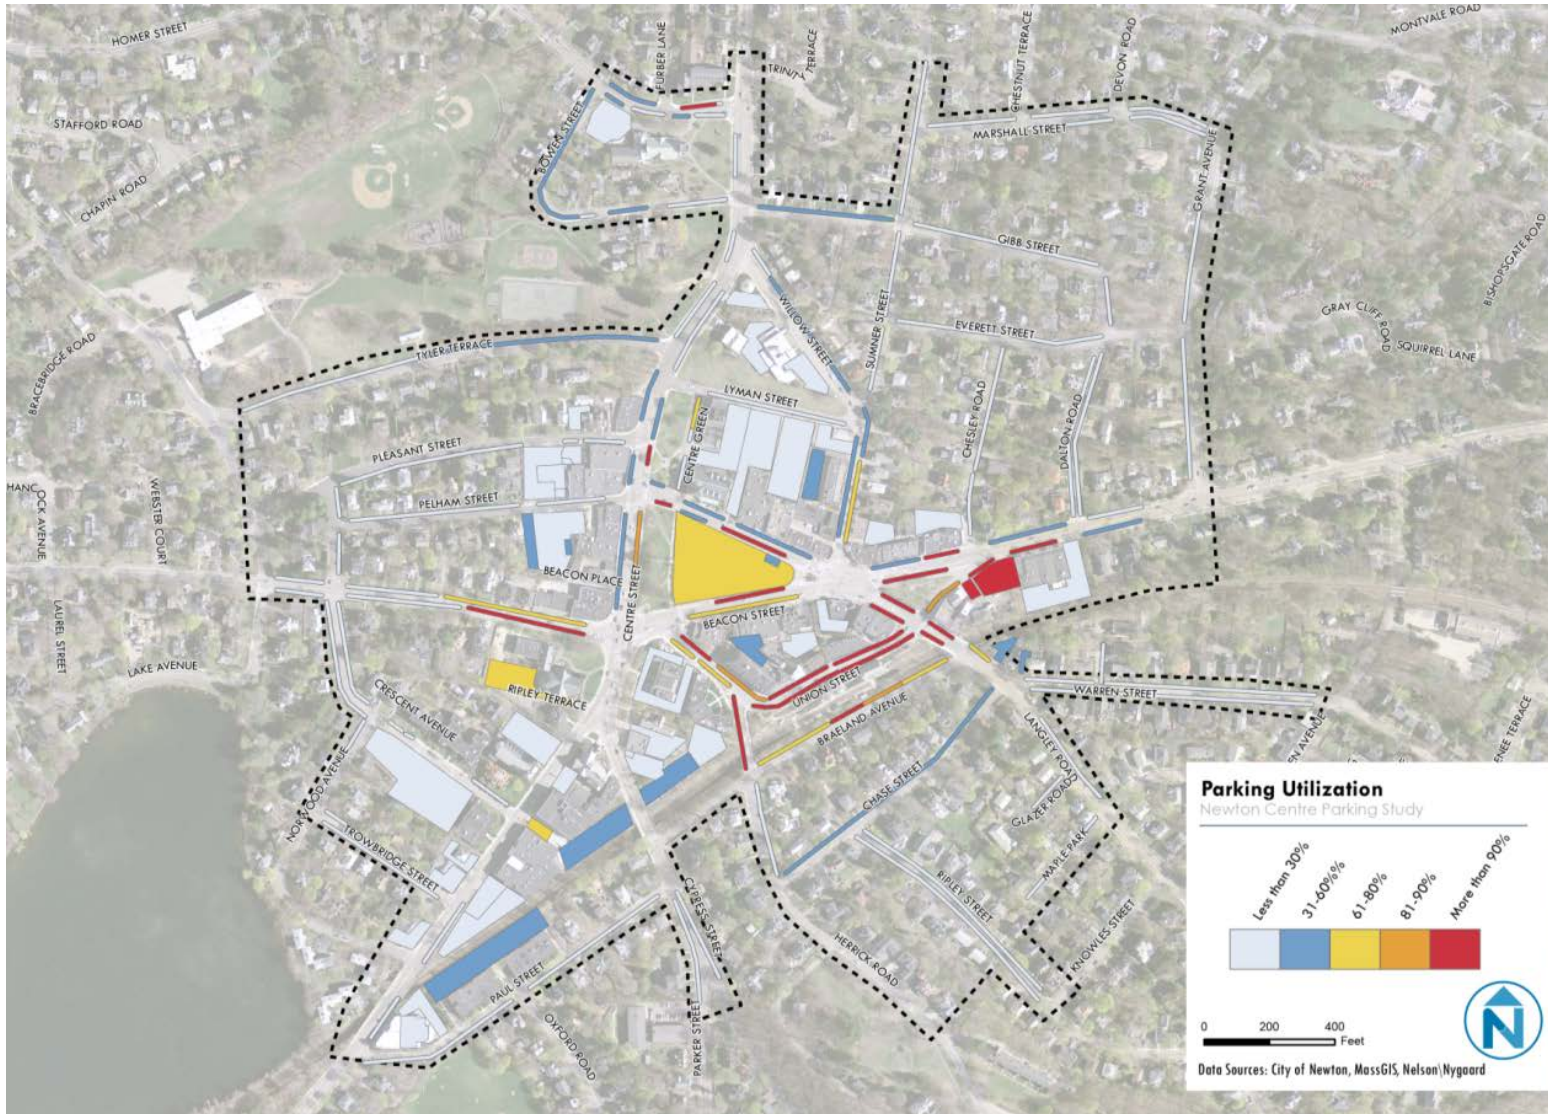 HOMER STREET
FURBER LANE
TRINITY TERRACE
CHESTNUT TERRACE
DEVON ROAD
MONTVALE ROAD
STAFFORD ROAD
BOWEN STREET
MARSHALL STREET
GRANT AVENUE
CHAPIN ROAD
GIBB STREET
BISHOPSGATE ROAD
WILLOW STREET
SUMNER STREET
EVERETT STREET
GRAY CLIFF ROAD
SQUIRREL LANE
BRACEBRIDGE ROAD
TYLER TERRACE
LYMAN STREET
CENTRE GREEN
CHESLEY ROAD
DALTON ROAD
PLEASANT STREET
PELHAM STREET
HANC
OCK AVENUE
WEBSTER COURT
BEACON PLACE
CENTRE STREET
BEACON STREET
LAUREL STREET
LAKE AVENUE
CRESCENT AVENUE
RIPLEY TERRACE
UNION STREET
BRAELAND AVENUE
WARREN STREET
LANGLEY ROAD
EN AVENUE
ENEE TERRACE
NORWOOD AVENUE
CHASE STREET
GLAZER ROAD
MAPLE PARK
TROWBRIDGE STREET
CYPRESS STREET
RIPLEY STREET
KNOWLES STREET
HERRICK ROAD
PAUL STREET
OXFORD ROAD
PARKER STREET
Parking Utilization
Newton Centre Parking Study
Less than 30%
31-60%%
61-80%
81-90%
More than 90%
0 200 400
Feet
N
Data Sources: City of Newton, MassGIS, Nelson\Nygaard